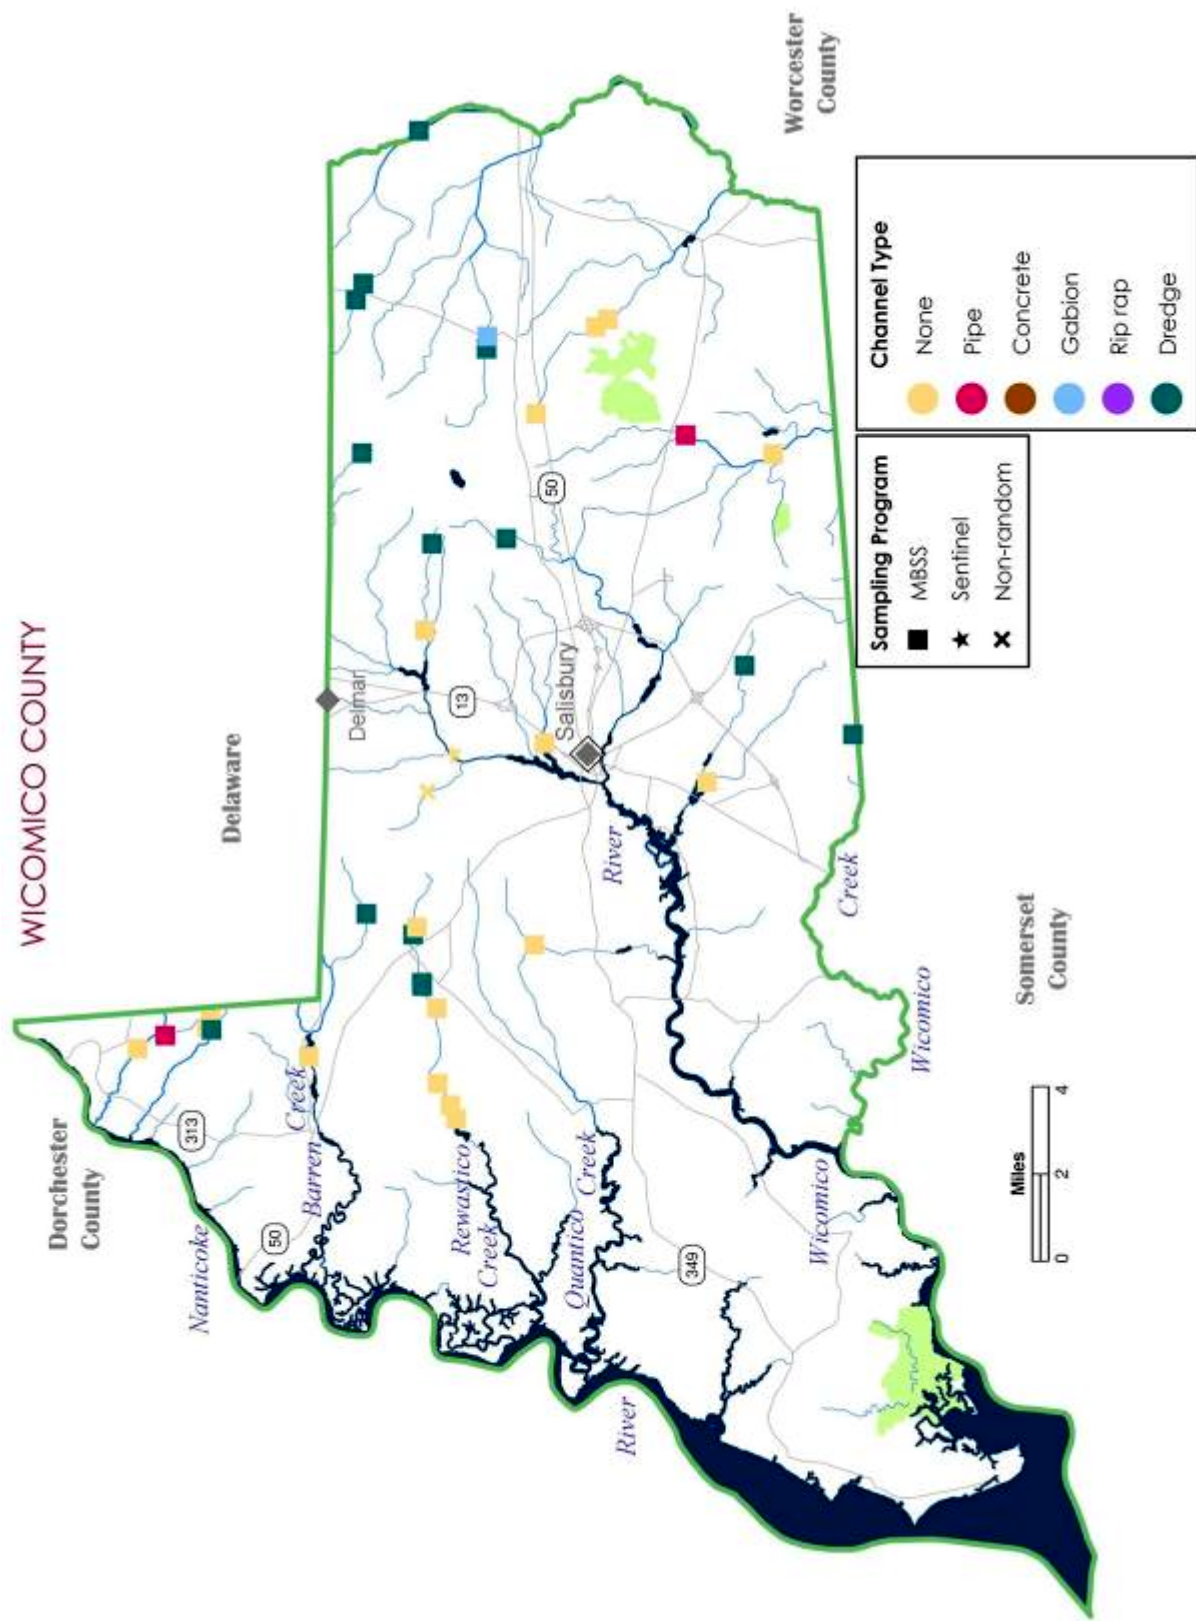 WICOMICO COUNTY
Delaware
Dorchester
County
Worcester
County
Somerset
County
Nanticoke
313
50
Barren
Creek
Rewastico
Creek
Quantico
Creek
River
349
Delmar
13
Salisbury
50
River
Wicomico
Wicomico
Creek
Miles
0
2
4
Sampling Program
MBSS
Sentinel
Non-random
Channel Type
None
Pipe
Concrete
Gabion
Rip rap
Dredge